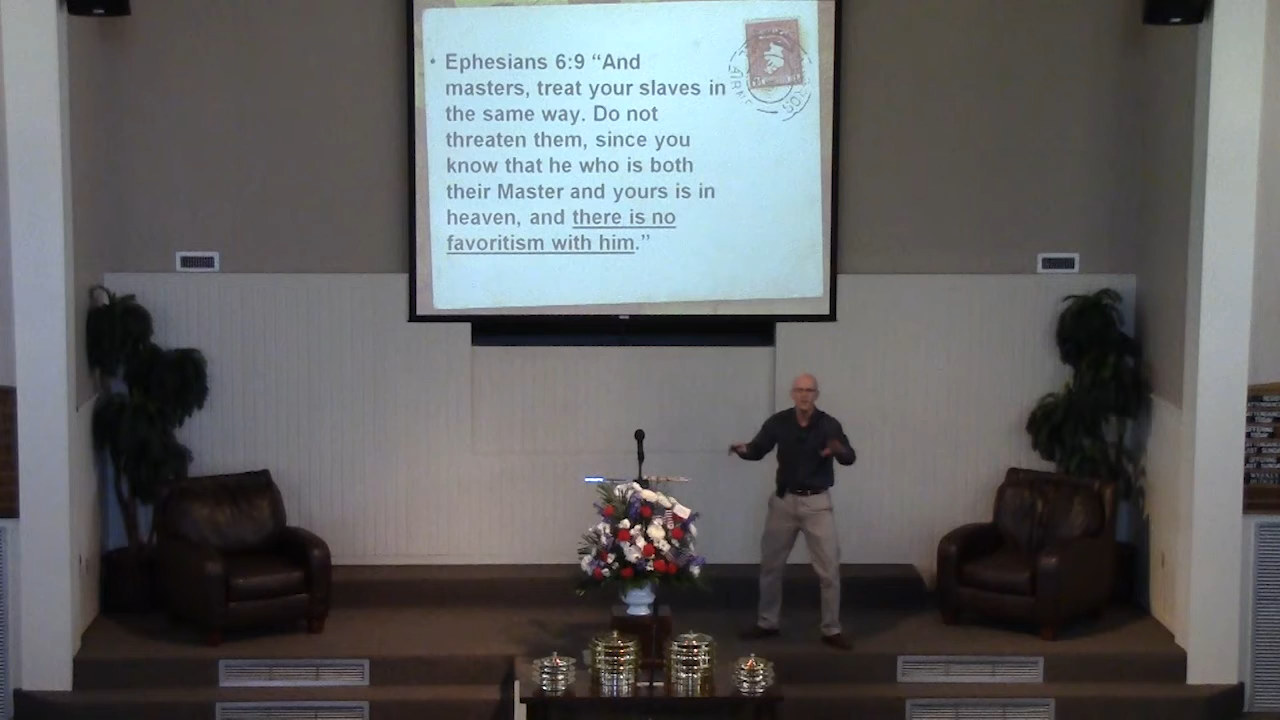 • Ephesians 6:9 “And
masters, treat your slaves in
the same way. Do not
threaten them, since you
know that he who is both
their Master and yours is in
heaven, and there is no
favoritism with him.”